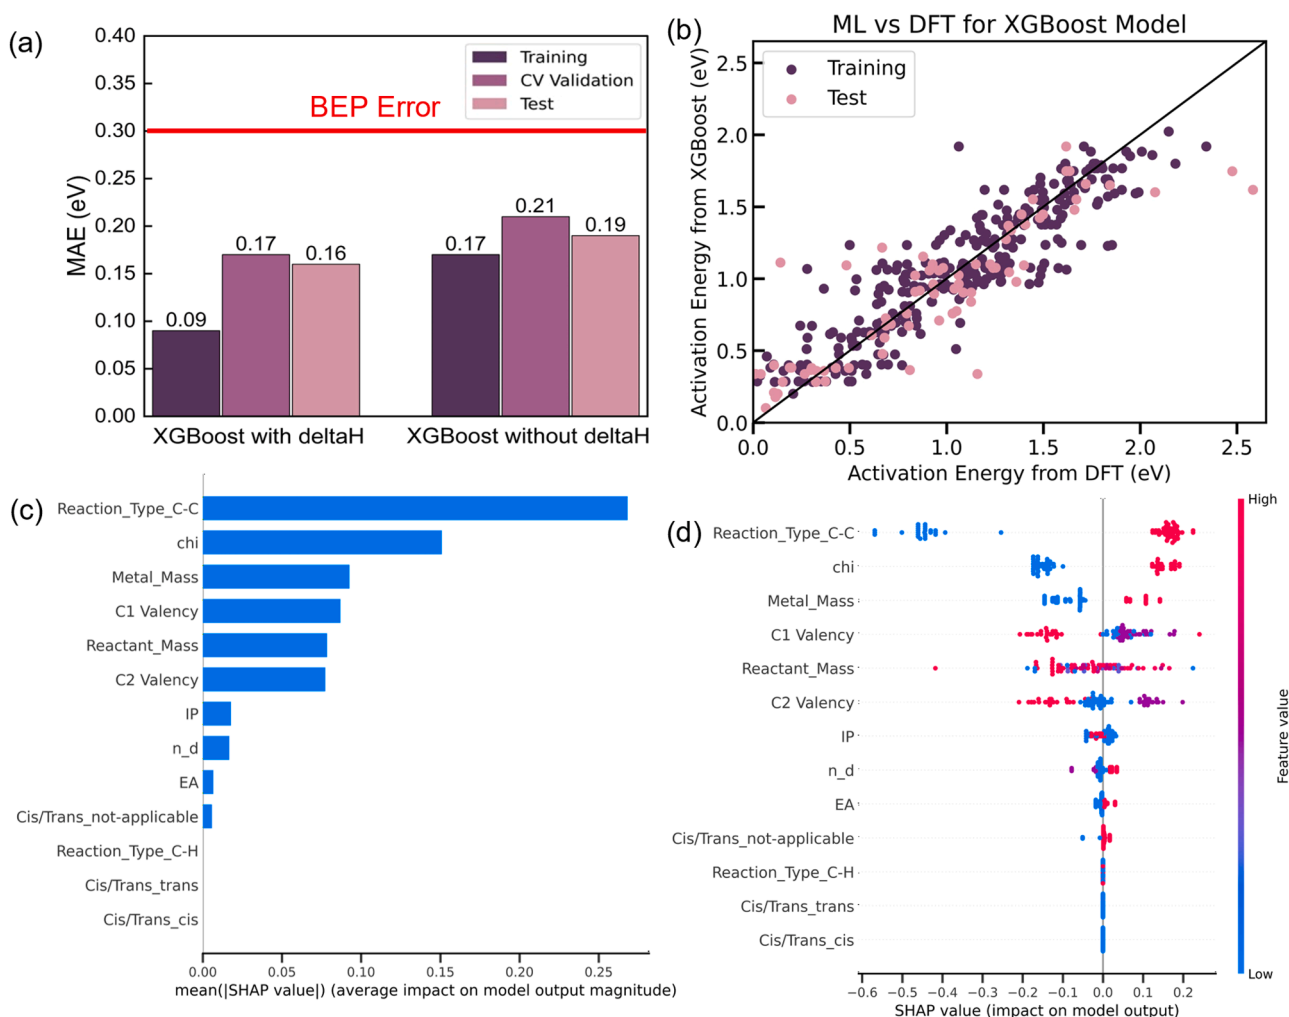 (a)
0.40
0.35
0.30
0.25
0.20
0.15
0.10
0.05
0.00
MAE (eV)
Training
CV Validation
Test
BEP Error
0.09
0.17
0.16
0.17
0.21
0.19
XGBoost with deltaH
XGBoost without deltaH
(b)
ML vs DFT for XGBoost Model
Training
Test
Activation Energy from XGBoost (eV)
2.5
2.0
1.5
1.0
0.5
0.0
0.0
0.5
1.0
1.5
2.0
2.5
Activation Energy from DFT (eV)
(c)
Reaction_Type_C-C
chi
Metal_Mass
C1 Valency
Reactant_Mass
C2 Valency
IP
n_d
EA
Cis/Trans_not-applicable
Reaction_Type_C-H
Cis/Trans_trans
Cis/Trans_cis
0.00
0.05
0.10
0.15
0.20
0.25
mean(|SHAP value|) (average impact on model output magnitude)
(d)
Reaction_Type_C-C
chi
Metal_Mass
C1 Valency
Reactant_Mass
C2 Valency
IP
n_d
EA
Cis/Trans_not-applicable
Reaction_Type_C-H
Cis/Trans_trans
Cis/Trans_cis
−0.6
−0.5
−0.4
−0.3
−0.2
−0.1
0.0
0.1
0.2
SHAP value (impact on model output)
High
Feature value
Low